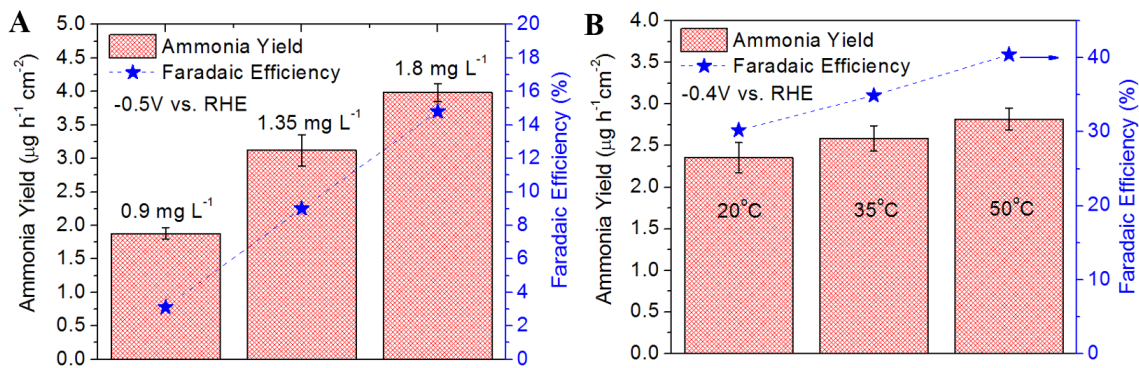 A
Ammonia Yield (μg h⁻¹ cm⁻²)
5.0
4.5
4.0
3.5
3.0
2.5
2.0
1.5
1.0
0.5
0.0
Ammonia Yield
Faradaic Efficiency
-0.5V vs. RHE
0.9 mg L⁻¹
1.35 mg L⁻¹
1.8 mg L⁻¹
20
18
16
14
12
10
8
6
4
2
0
Faradaic Efficiency (%)
B
Ammonia Yield (μg h⁻¹ cm⁻²)
4.0
3.5
3.0
2.5
2.0
1.5
1.0
0.5
0.0
Ammonia Yield
Faradaic Efficiency
-0.4V vs. RHE
20°C
35°C
50°C
40
30
20
10
0
Faradaic Efficiency (%)